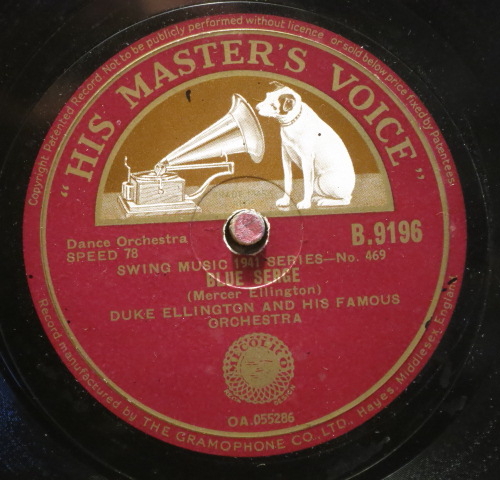 Copyright Patented Record. Not to be publicly performed without licence or sold below price fixed by Patentees.
"HIS MASTER'S VOICE"
Dance Orchestra
SPEED 78
B.9196
SWING MUSIC 1941 SERIES—No. 469
BLUE SERGE
(Mercer Ellington)
DUKE ELLINGTON AND HIS FAMOUS
ORCHESTRA
MECOLICO
OA.055286
Record manufactured by THE GRAMOPHONE CO., LTD., Hayes, Middlesex, England